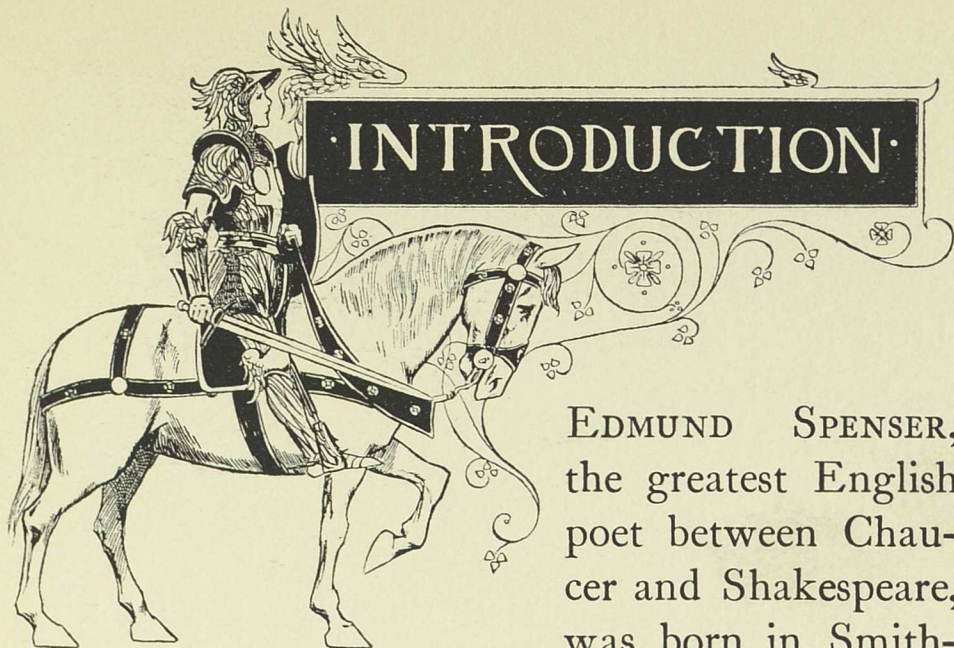 ·INTRODUCTION·
EDMUND SPENSER,
the greatest English
poet between Chau-
cer and Shakespeare,
was born in Smith-